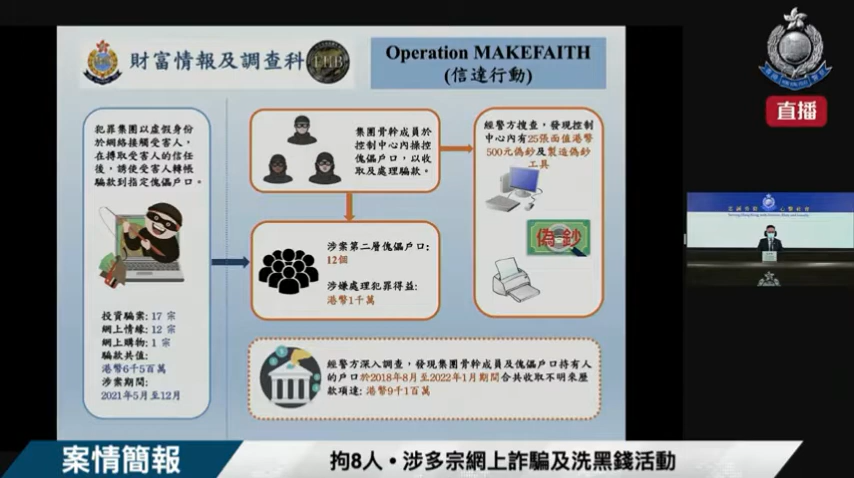 財富情報及調查科
Operation MAKEFAITH
(信達行動)
直播
犯罪集團以虛假身份
於網絡接觸受害人,
在搏取受害人的信任
後,誘使受害人轉帳
騙款到指定傀儡戶口。
投資騙案: 17 宗
網上情緣: 12 宗
網上購物: 1 宗
騙款共值:
港幣6千5百萬
涉案期間:
2021年5月至12月
集團骨幹成員於
控制中心內操控
傀儡戶口,以收
取及處理騙款。
涉案第二層傀儡戶口:
12個
涉嫌處理犯罪得益:
港幣1千萬
經警方搜查,發現控制
中心內有25張面值港幣
500元偽鈔及製造偽鈔
工具
偽鈔
經警方深入調查,發現集團骨幹成員及傀儡戶口持有人
的戶口於2018年8月至2022年1月期間合共收取不明來歷
款項達: 港幣9千1百萬
忠誠勇毅 心繫社會
案情簡報
拘8人•涉多宗網上詐騙及洗黑錢活動